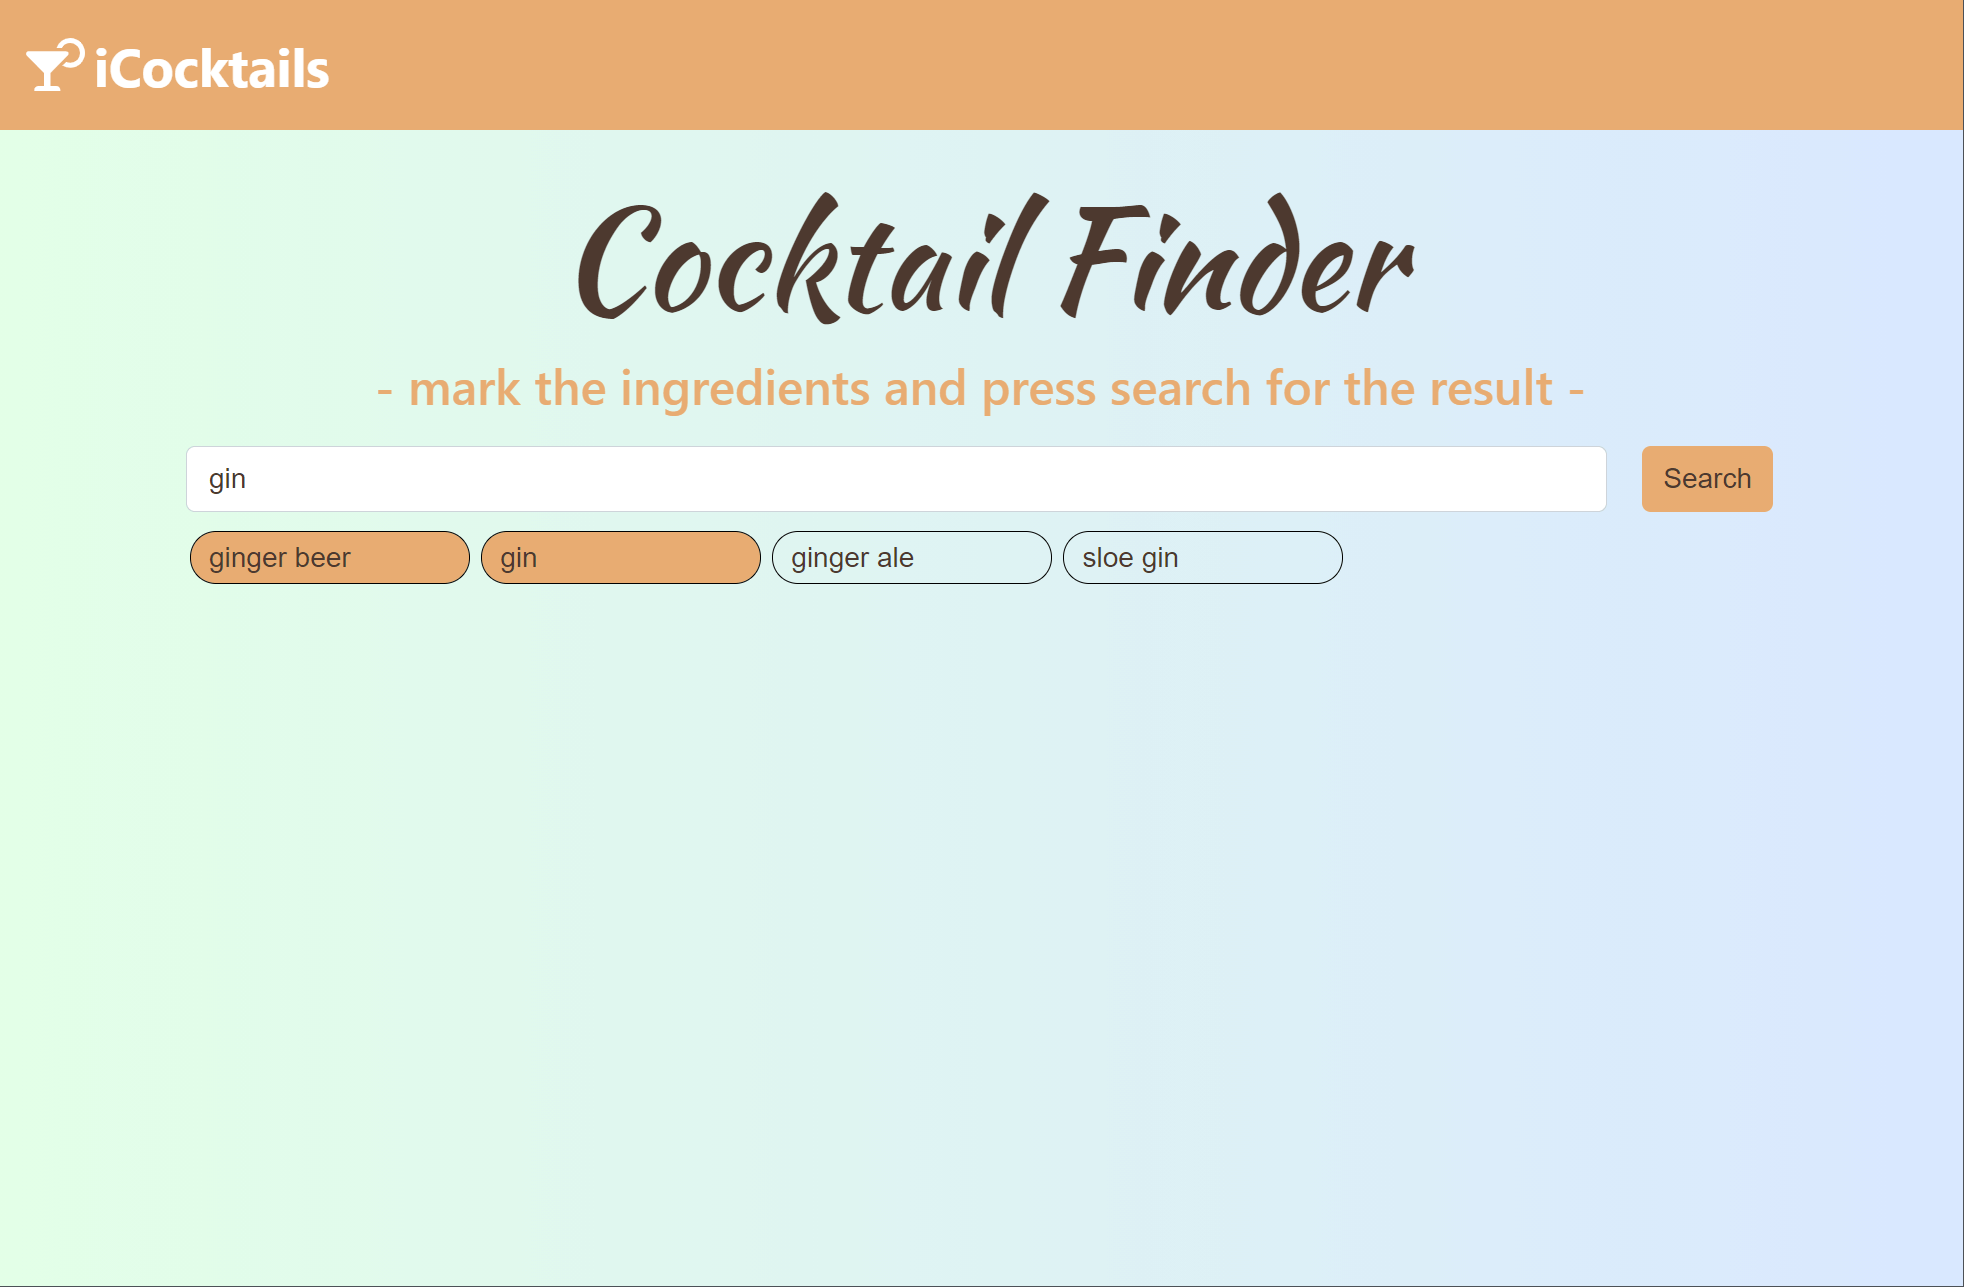 iCocktails
Cocktail Finder
- mark the ingredients and press search for the result -
gin Search
ginger beer gin ginger ale sloe gin